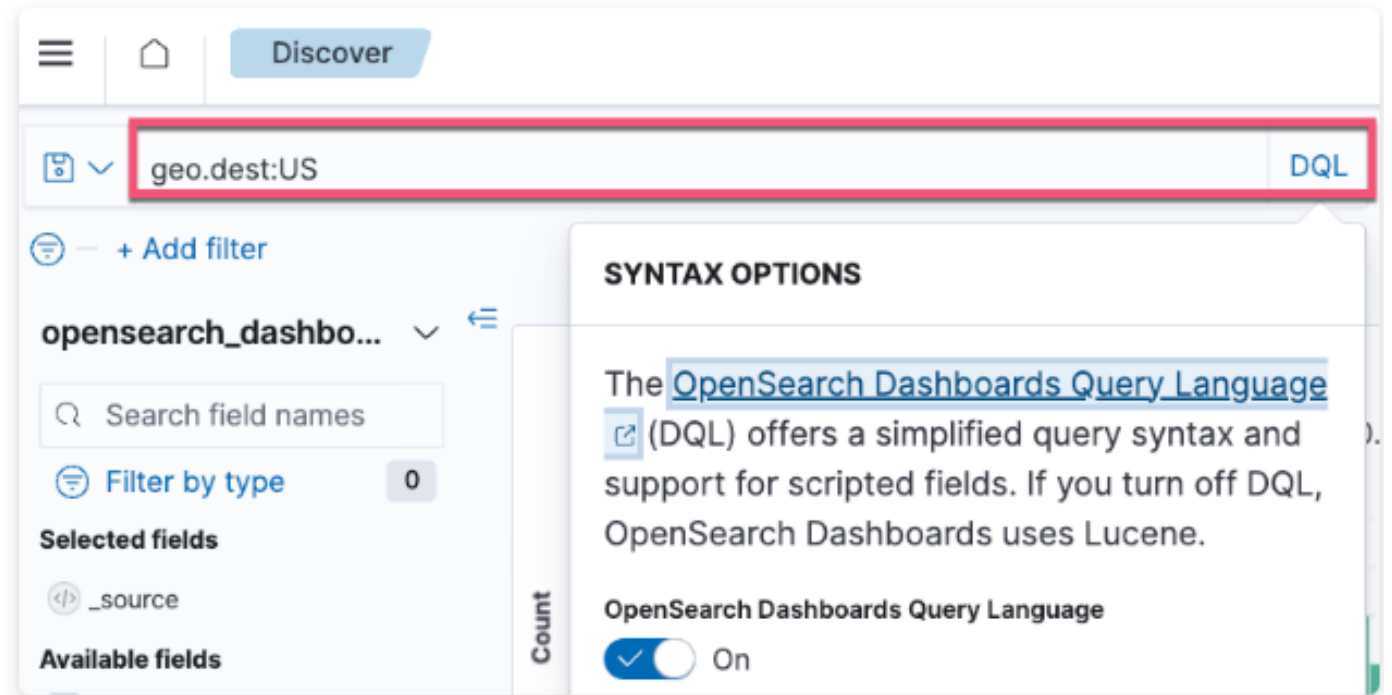 Discover
geo.dest:US
DQL
+ Add filter
SYNTAX OPTIONS
opensearch_dashbo...
The OpenSearch Dashboards Query Language
(DQL) offers a simplified query syntax and
support for scripted fields. If you turn off DQL,
OpenSearch Dashboards uses Lucene.
Search field names
Filter by type
0
Selected fields
_source
Available fields
Count
OpenSearch Dashboards Query Language
On